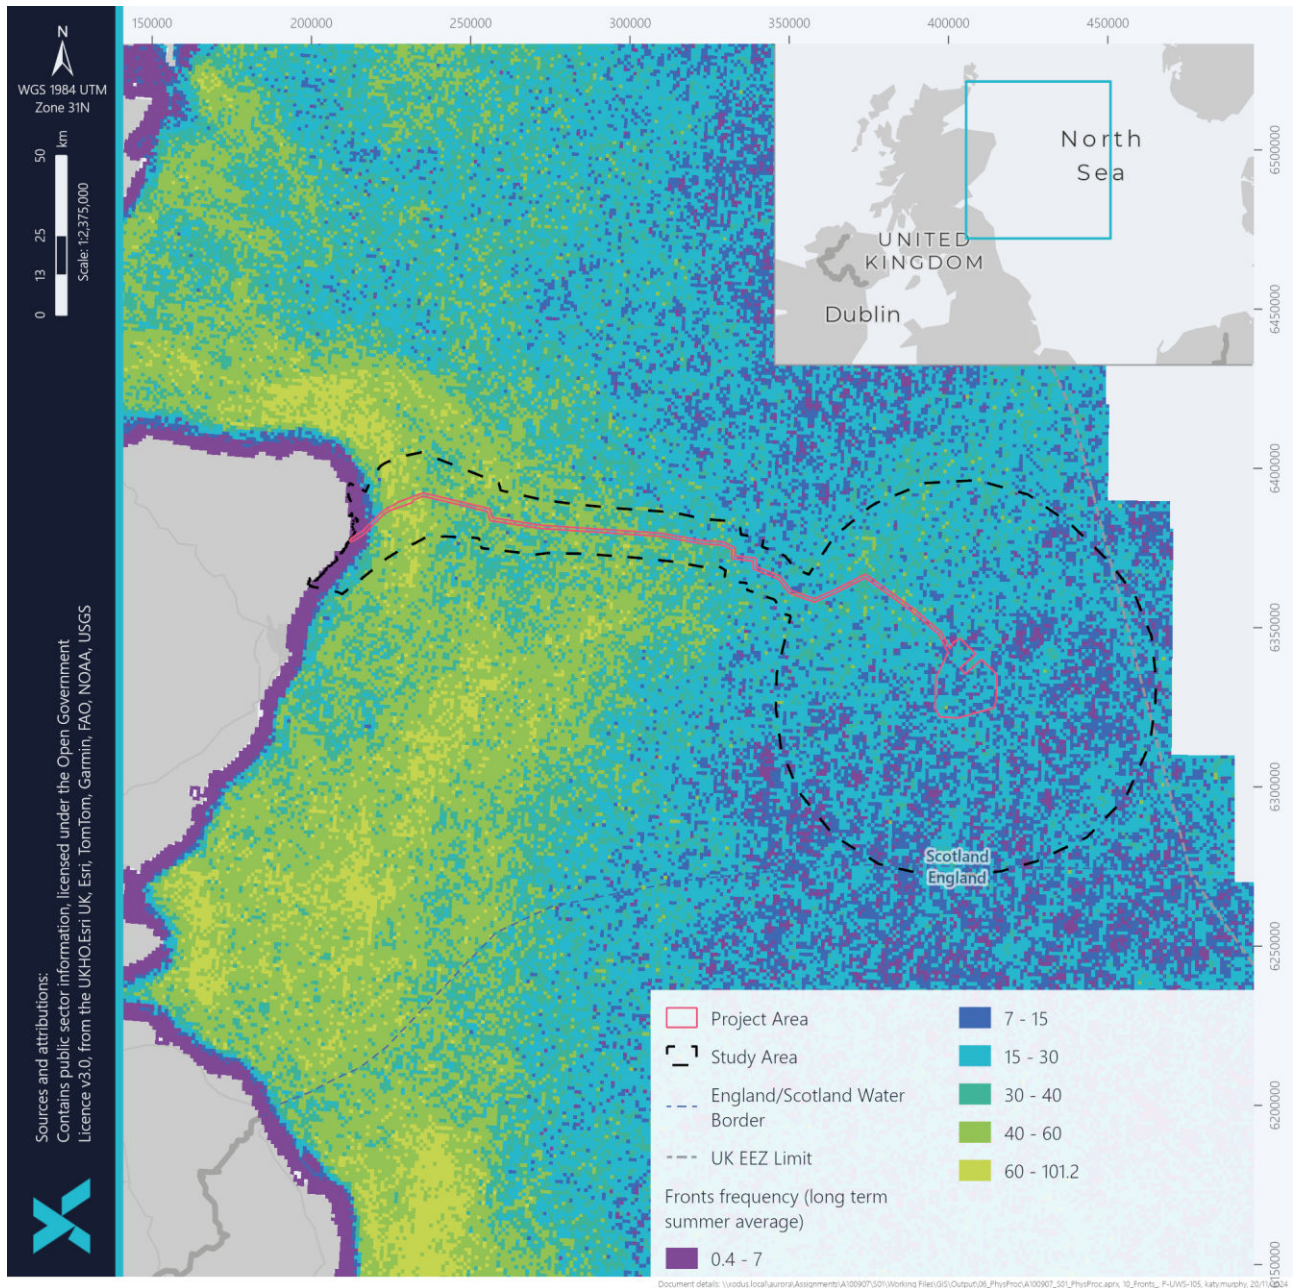 150000 200000 250000 300000 350000 400000 450000
N
WGS 1984 UTM
Zone 31N
0 13 25 50 km
Scale: 1:2,375,000
Sources and attributions:
Contains public sector information, licensed under the Open Government
Licence v3.0, from the UKHO.Esri UK, Esri, TomTom, Garmin, FAO, NOAA, USGS
North
Sea
UNITED
KINGDOM
Dublin
6500000
6450000
6400000
6350000
6300000
6250000
6200000
6150000
Scotland
England
Project Area
Study Area
England/Scotland Water
Border
UK EEZ Limit
Fronts frequency (long term
summer average)
0.4 - 7
7 - 15
15 - 30
30 - 40
40 - 60
60 - 101.2